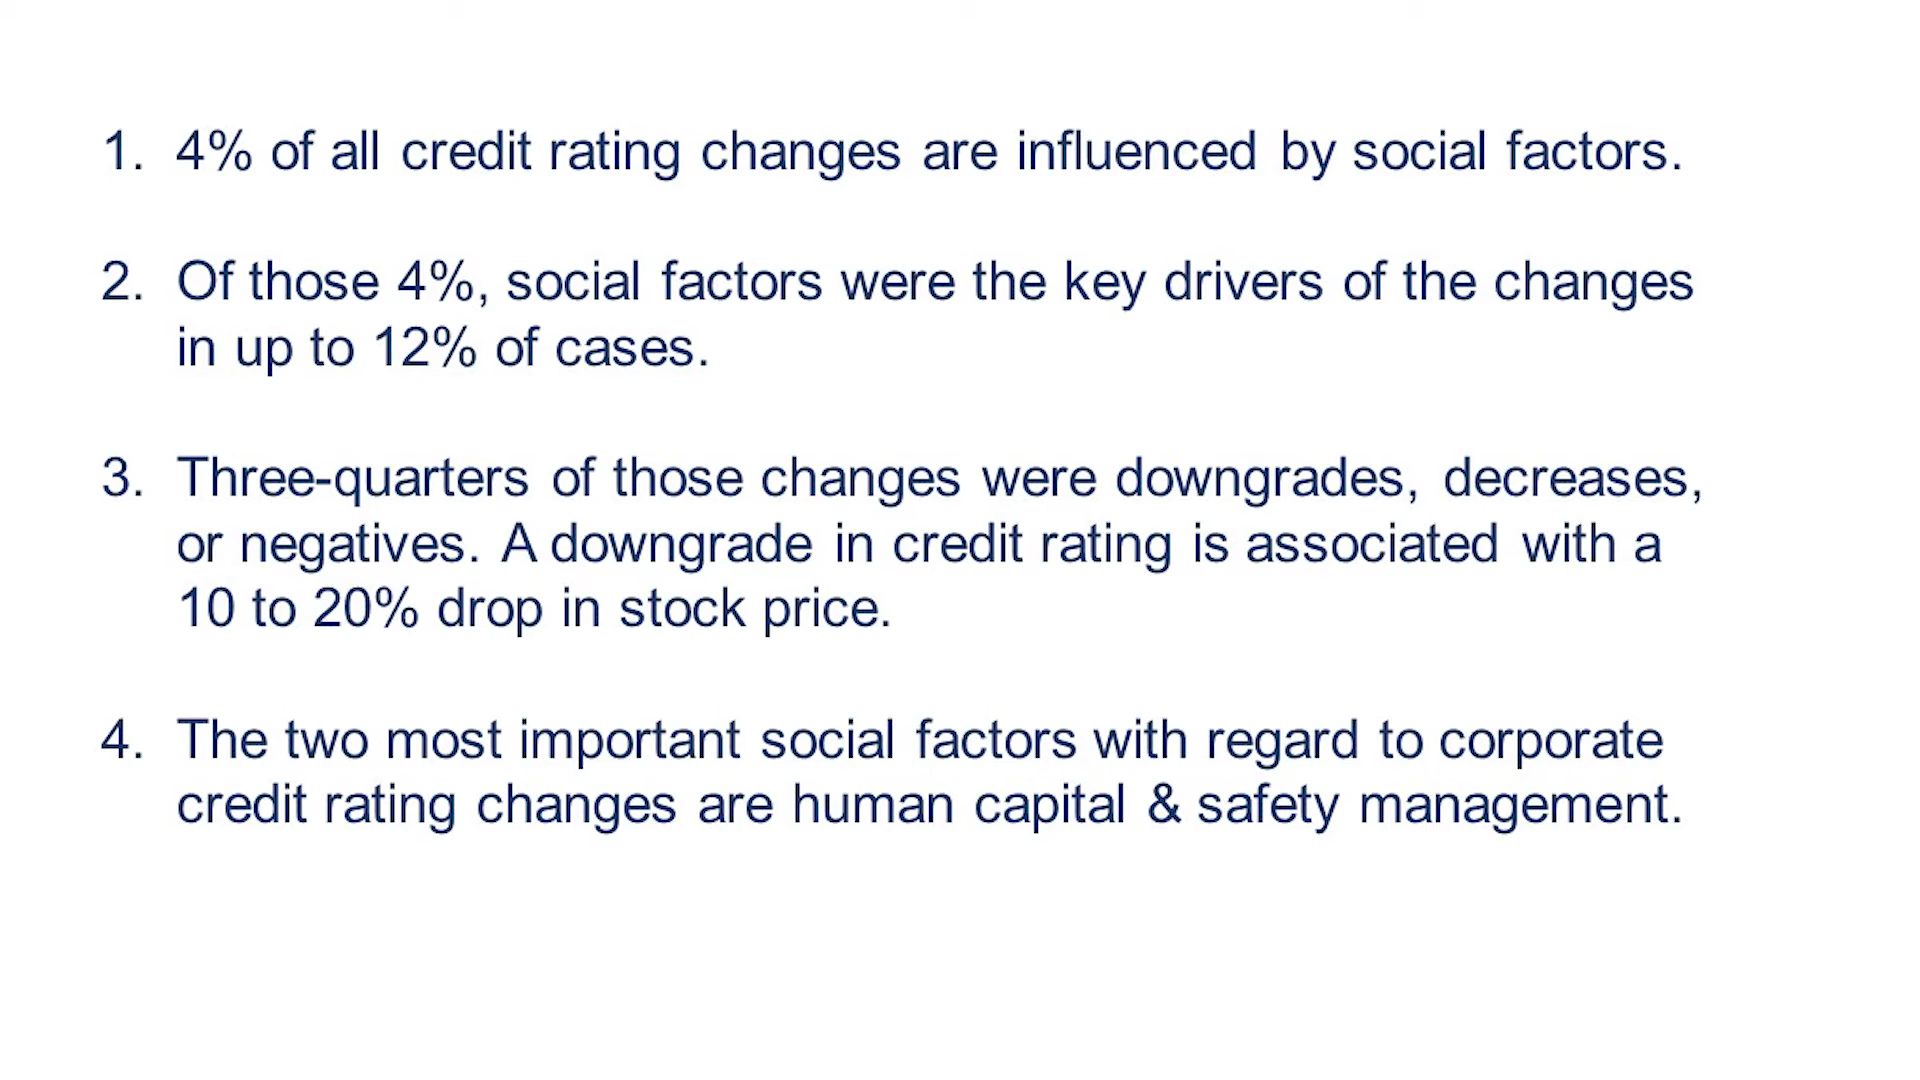 1. 4% of all credit rating changes are influenced by social factors.
2. Of those 4%, social factors were the key drivers of the changes
in up to 12% of cases.
3. Three-quarters of those changes were downgrades, decreases,
or negatives. A downgrade in credit rating is associated with a
10 to 20% drop in stock price.
4. The two most important social factors with regard to corporate
credit rating changes are human capital & safety management.